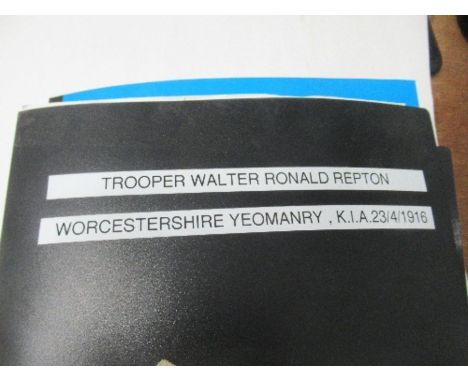 TROOPER WALTER RONALD REPTON
WORCESTERSHIRE YEOMANRY , K.I.A.23/4/1916